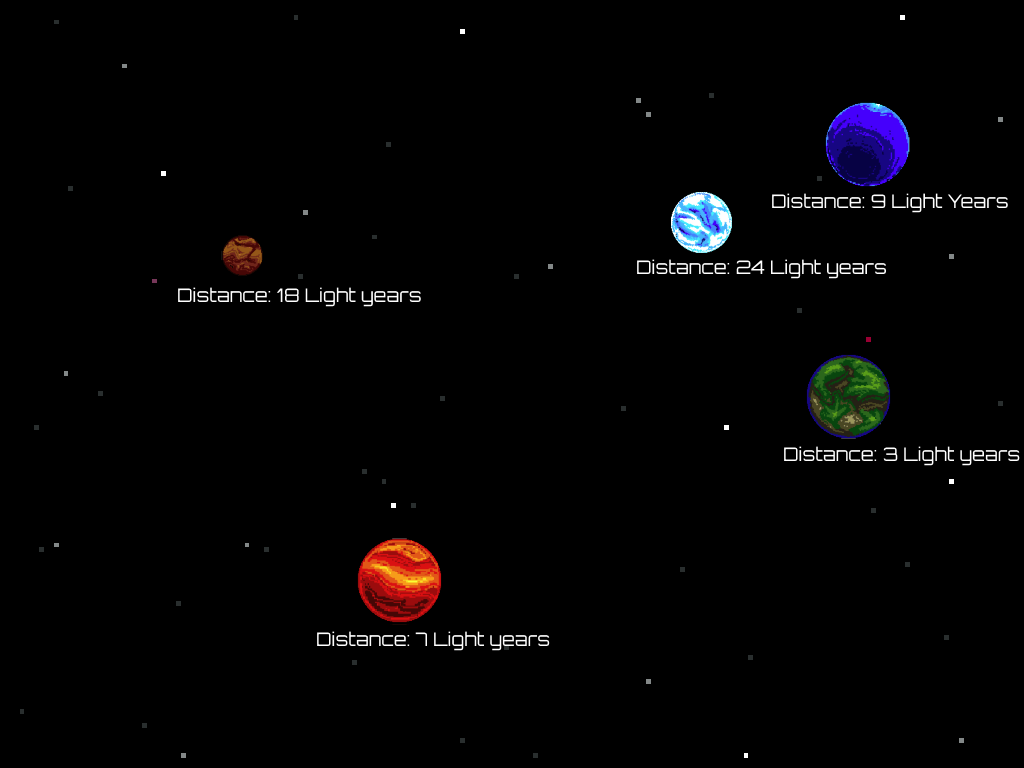 Distance: 9 Light Years
Distance: 24 Light years
Distance: 18 Light years
Distance: 3 Light years
Distance: 7 Light years